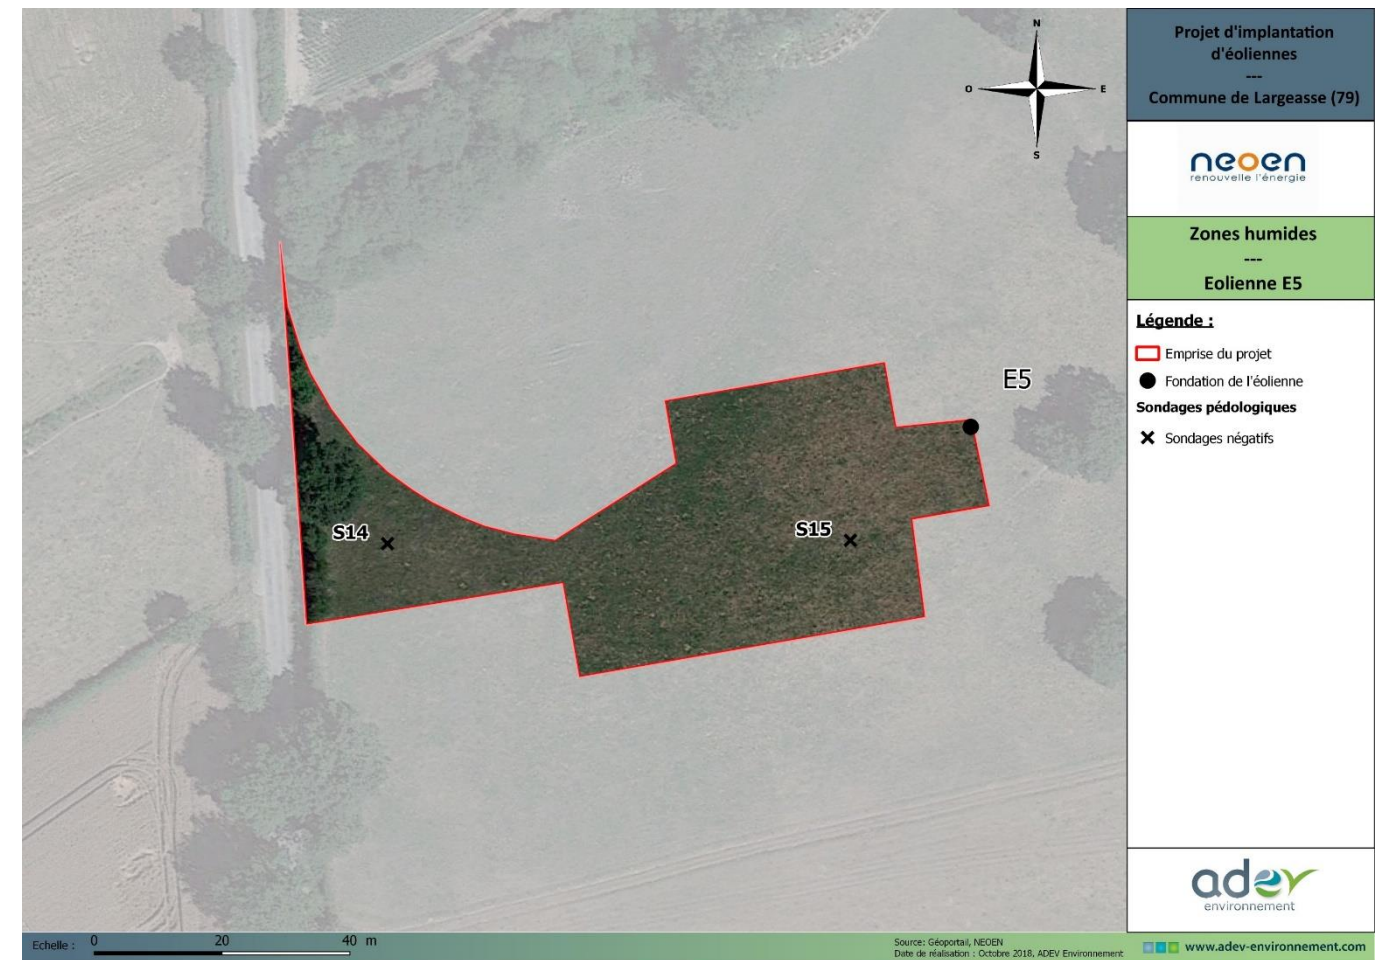 Projet d'implantation
d'éoliennes
---
Commune de Largeasse (79)
neoen
renouvelle l'énergie
Zones humides
---
Eolienne E5
Légende :
Emprise du projet
Fondation de l'éolienne
Sondages pédologiques
Sondages négatifs
N
O
E
S
E5
S14
S15
adev
environnement
Echelle :
0 20 40 m
Source: Géoportail, NEOEN
Date de réalisation : Octobre 2018, ADEV Environnement
www.adev-environnement.com